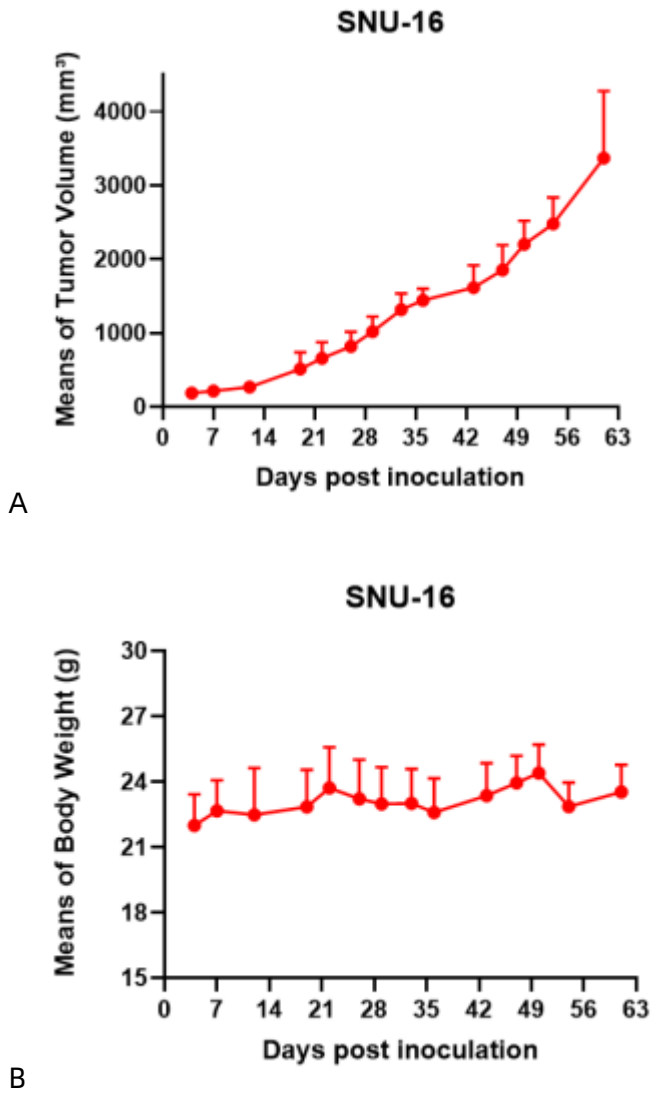 SNU-16
Means of Tumor Volume (mm³)
4000
3000
2000
1000
0
0 7 14 21 28 35 42 49 56 63
Days post inoculation
A
SNU-16
Means of Body Weight (g)
30
27
24
21
18
15
0 7 14 21 28 35 42 49 56 63
Days post inoculation
B